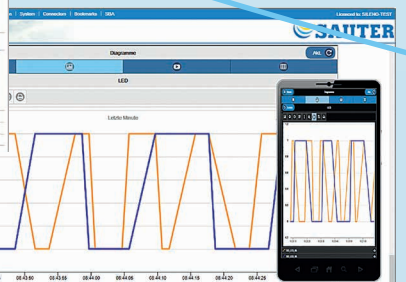 s | System | Connectors | Bookmarks | SBA
Licensed to SILENO-TEST
SAUTER
Diagramme
Akt.
LED
Letzte Minute
08:43:50 08:43:55 08:44:00 08:44:05 08:44:10 08:44:15 08:44:20 08:44:25